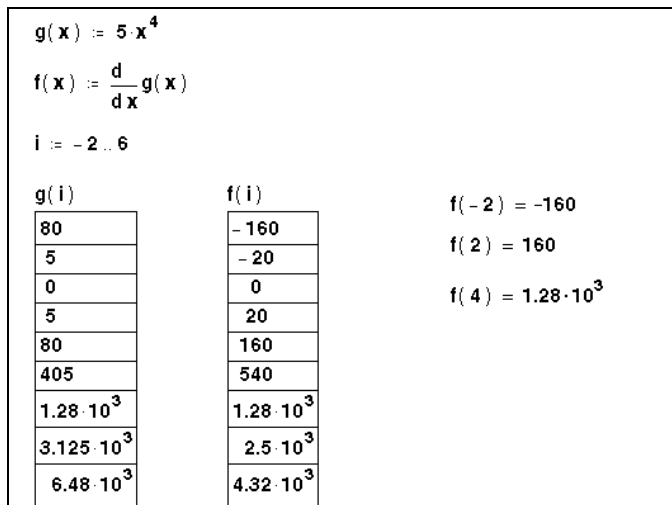 g(x) := 5·x^4
f(x) := d/dx g(x)
i := -2 .. 6
g(i)
80
5
0
5
80
405
1.28·10^3
3.125·10^3
6.48·10^3
f(i)
-160
-20
0
20
160
540
1.28·10^3
2.5·10^3
4.32·10^3
f(-2) = -160
f(2) = 160
f(4) = 1.28·10^3